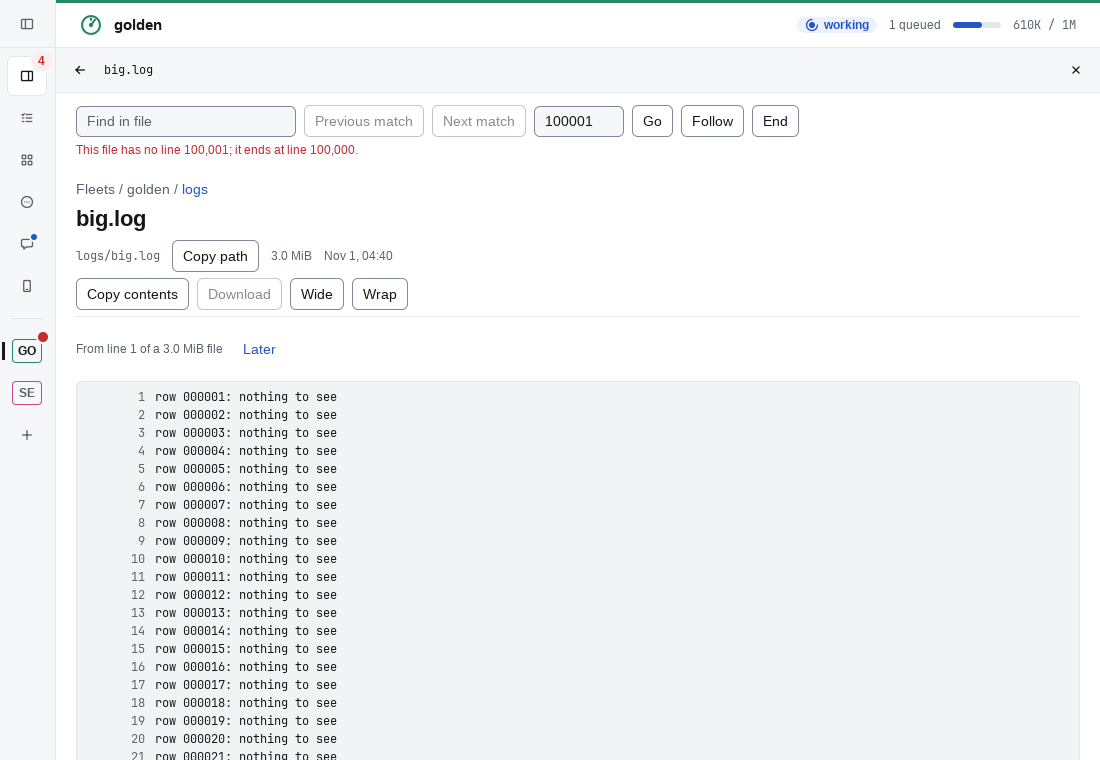 golden
working
1 queued
610K / 1M
4
big.log
Find in file
Previous match
Next match
100001
Go
Follow
End
This file has no line 100,001; it ends at line 100,000.
Fleets / golden / logs
big.log
logs/big.log
Copy path
3.0 MiB
Nov 1, 04:40
Copy contents
Download
Wide
Wrap
GO
From line 1 of a 3.0 MiB file
Later
SE
1 row 000001: nothing to see
2 row 000002: nothing to see
3 row 000003: nothing to see
4 row 000004: nothing to see
5 row 000005: nothing to see
6 row 000006: nothing to see
7 row 000007: nothing to see
8 row 000008: nothing to see
9 row 000009: nothing to see
10 row 000010: nothing to see
11 row 000011: nothing to see
12 row 000012: nothing to see
13 row 000013: nothing to see
14 row 000014: nothing to see
15 row 000015: nothing to see
16 row 000016: nothing to see
17 row 000017: nothing to see
18 row 000018: nothing to see
19 row 000019: nothing to see
20 row 000020: nothing to see
21 row 000021: nothing to see